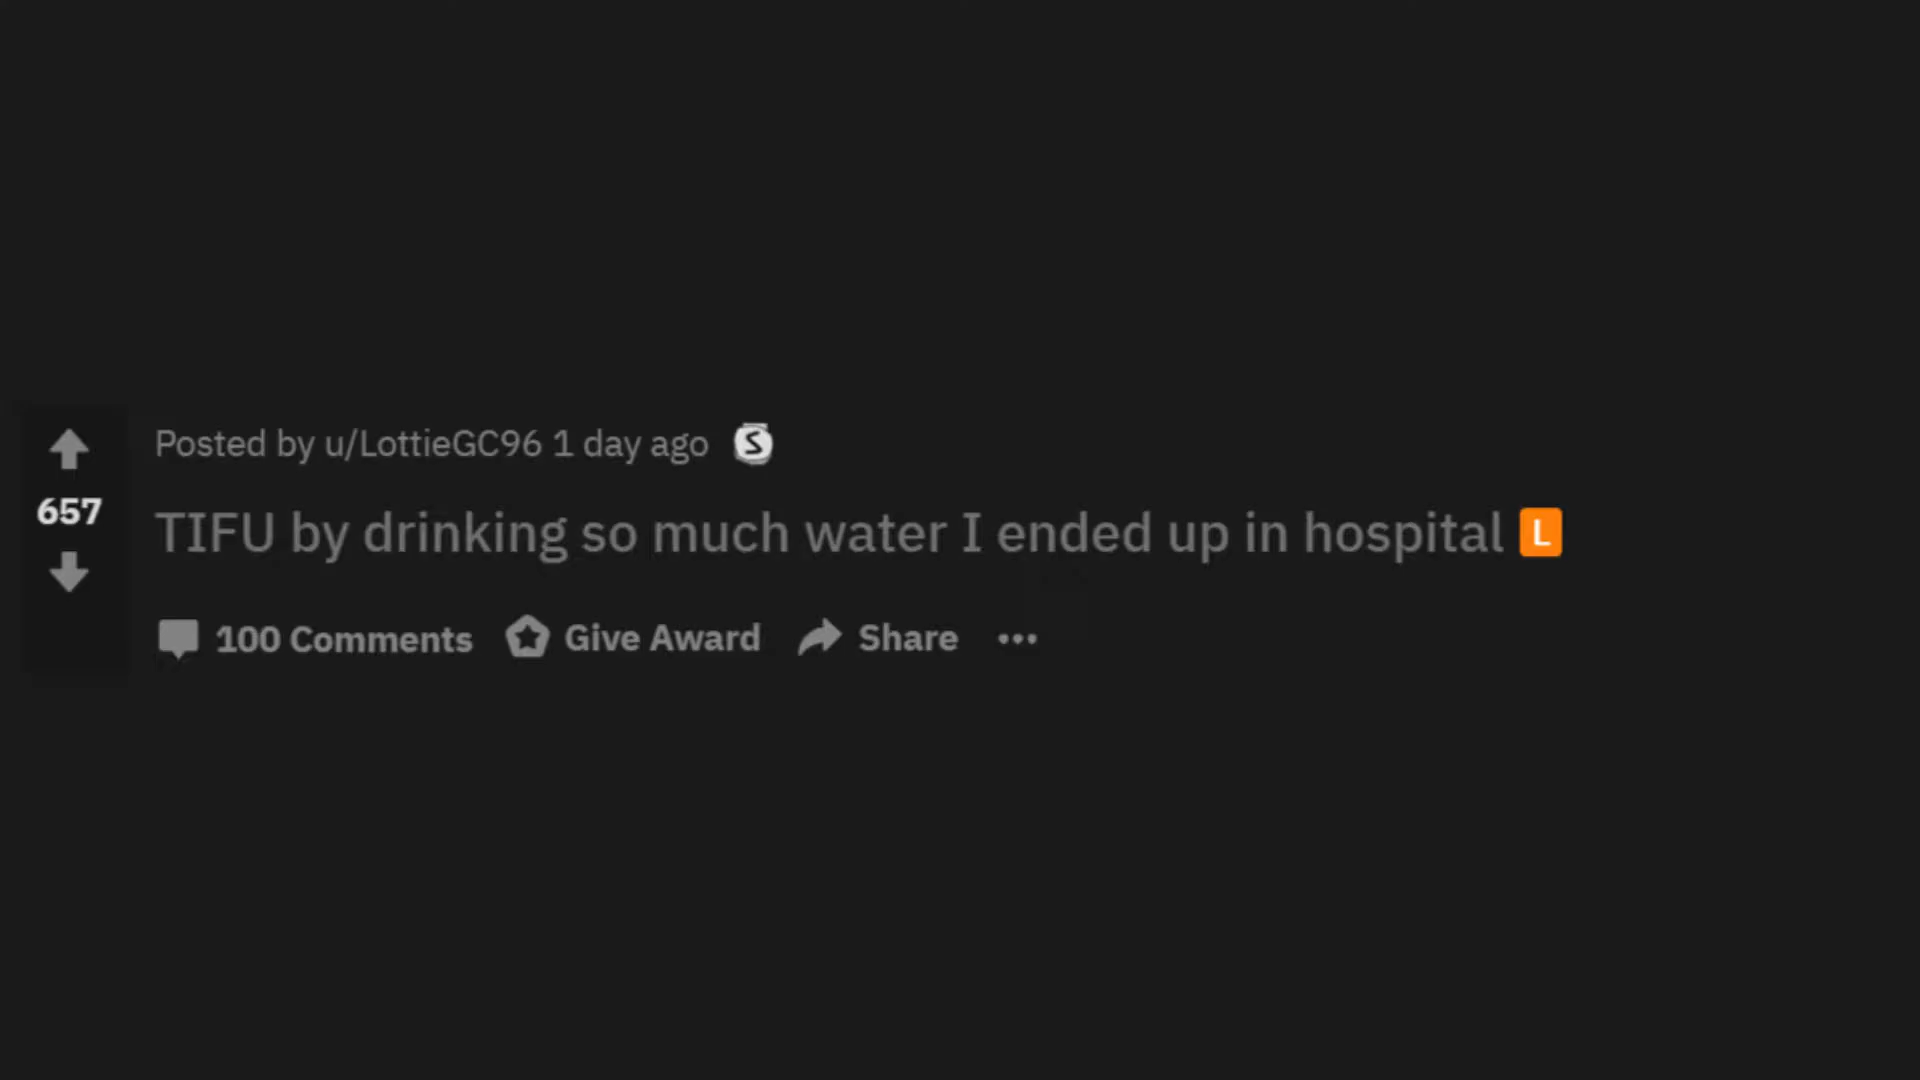 Posted by u/LottieGC96 1 day ago S
657
TIFU by drinking so much water I ended up in hospital L
100 Comments Give Award Share